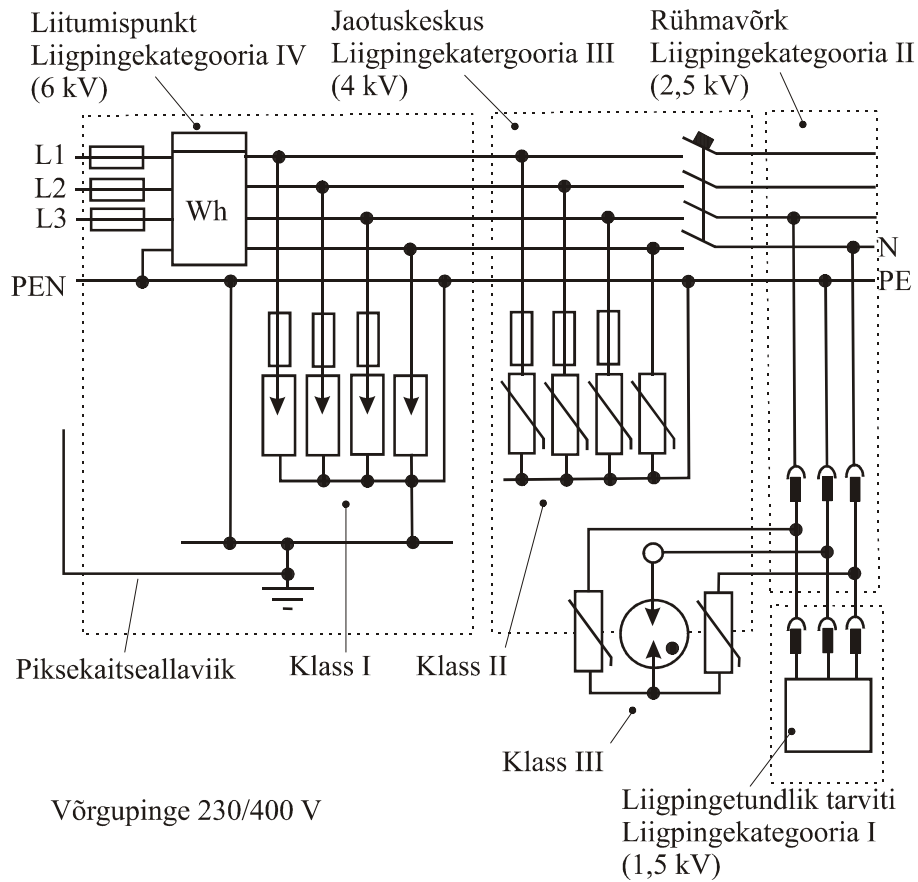 Liitumispunkt
Liigpingekategooria IV
(6 kV)
Jaotuskeskus
Liigpingekatergooria III
(4 kV)
Rühmavõrk
Liigpingekategooria II
(2,5 kV)
L1
L2
L3
Wh
N
PEN
PE
Piksekaitseallaviik
Klass I
Klass II
Klass III
Võrgupinge 230/400 V
Liigpingetundlik tarviti
Liigpingekategooria I
(1,5 kV)